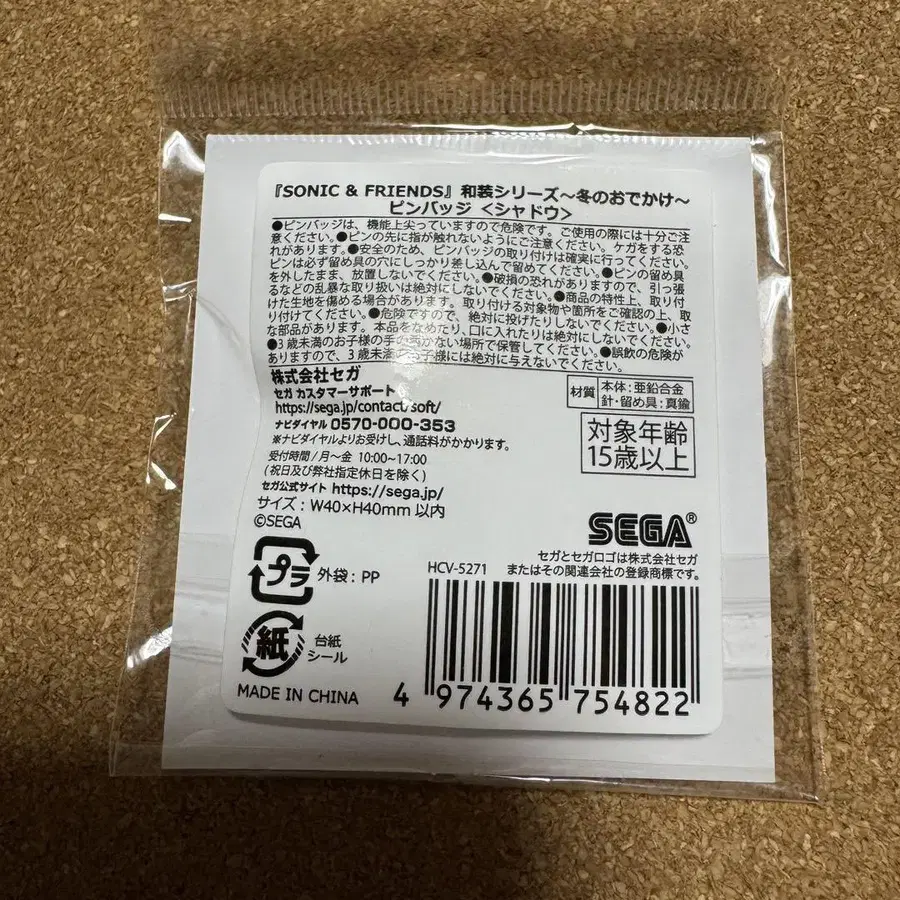 『SONIC & FRIENDS』和装シリーズ～冬のおでかけ～
ピンバッジ <シャドウ>
●ピンバッジは、機能上尖っていますので危険です。ご使用の際には十分ご注
意ください。●ピンの先に指が触れないようにご注意ください。ケガをする恐
れがあります。●安全のため、ピンバッジの取り付けは確実に行ってください。
ピンは必ず留め具の穴にしっかり差し込んで留めてください。●ピンの留め具
を外したまま、放置しないでください。●破損の恐れがありますので、引っ張
るなどの乱暴な取り扱いは絶対にしないでください。●商品の特性上、取り付
けた生地を傷める場合があります。取り付ける対象物や箇所をご確認の上、取
り付けてください。●危険ですので、絶対に投げたりしないでください。●小さ
な部品があります。本品をなめたり、口に入れたりは絶対にしないでください。
●3歳未満のお子様の手の届かない場所で保管してください。●誤飲の危険が
ありますので、3歳未満のお子様には絶対に与えないでください。
株式会社セガ
セガ カスタマーサポート
https://sega.jp/contact/soft/
ナビダイヤル 0570-000-353
※ナビダイヤルよりお受けし、通話料がかかります。
受付時間/月～金 10:00~17:00
(祝日及び弊社指定休日を除く)
セガ公式サイト https://sega.jp/
サイズ：W40×H40mm 以内
©SEGA
材質 本体：亜鉛合金
針・留め具：真鍮
対象年齢
15歳以上
SEGA®
セガとセガロゴは株式会社セガ
またはその関連会社の登録商標です。
プラ 外袋：PP
紙 台紙
シール
MADE IN CHINA
HCV-5271
4 974365 754822